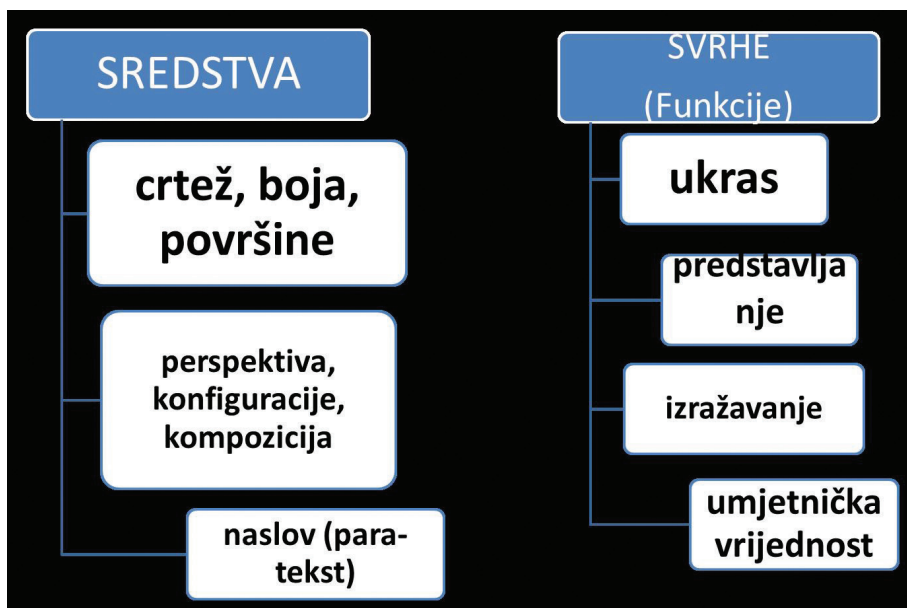 SREDSTVA
crtež, boja,
površine
perspektiva,
konfiguracije,
kompozicija
naslov (para-
tekst)
SVRHE
(Funkcije)
ukras
predstavlja
nje
izražavanje
umjetnička
vrijednost